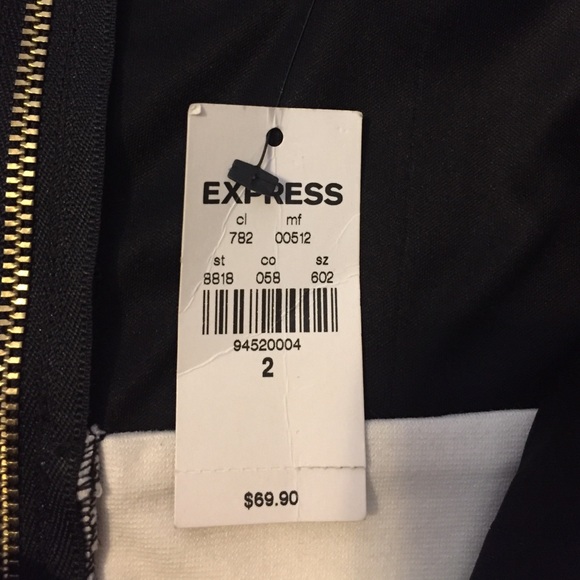 EXPRESS
cl mf
782 00512
st co sz
8818 058 602
94520004
2
$69.90